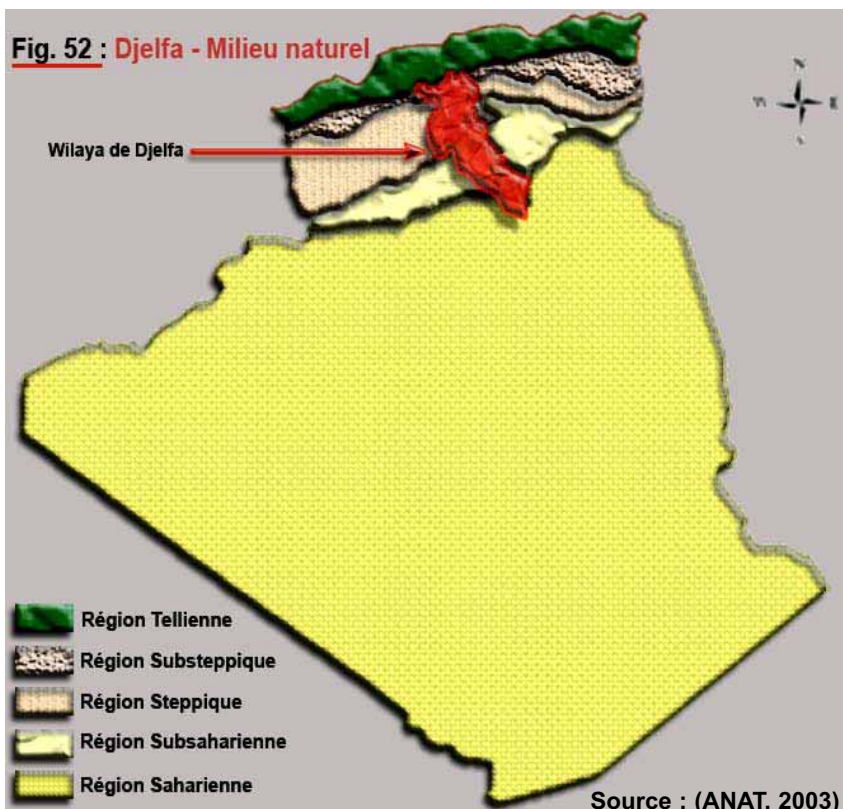 Fig. 52 : Djelfa - Milieu naturel
N
E
S
Wilaya de Djelfa
Région Tellienne
Région Substeppique
Région Steppique
Région Subsaharienne
Région Saharienne
Source : (ANAT, 2003)